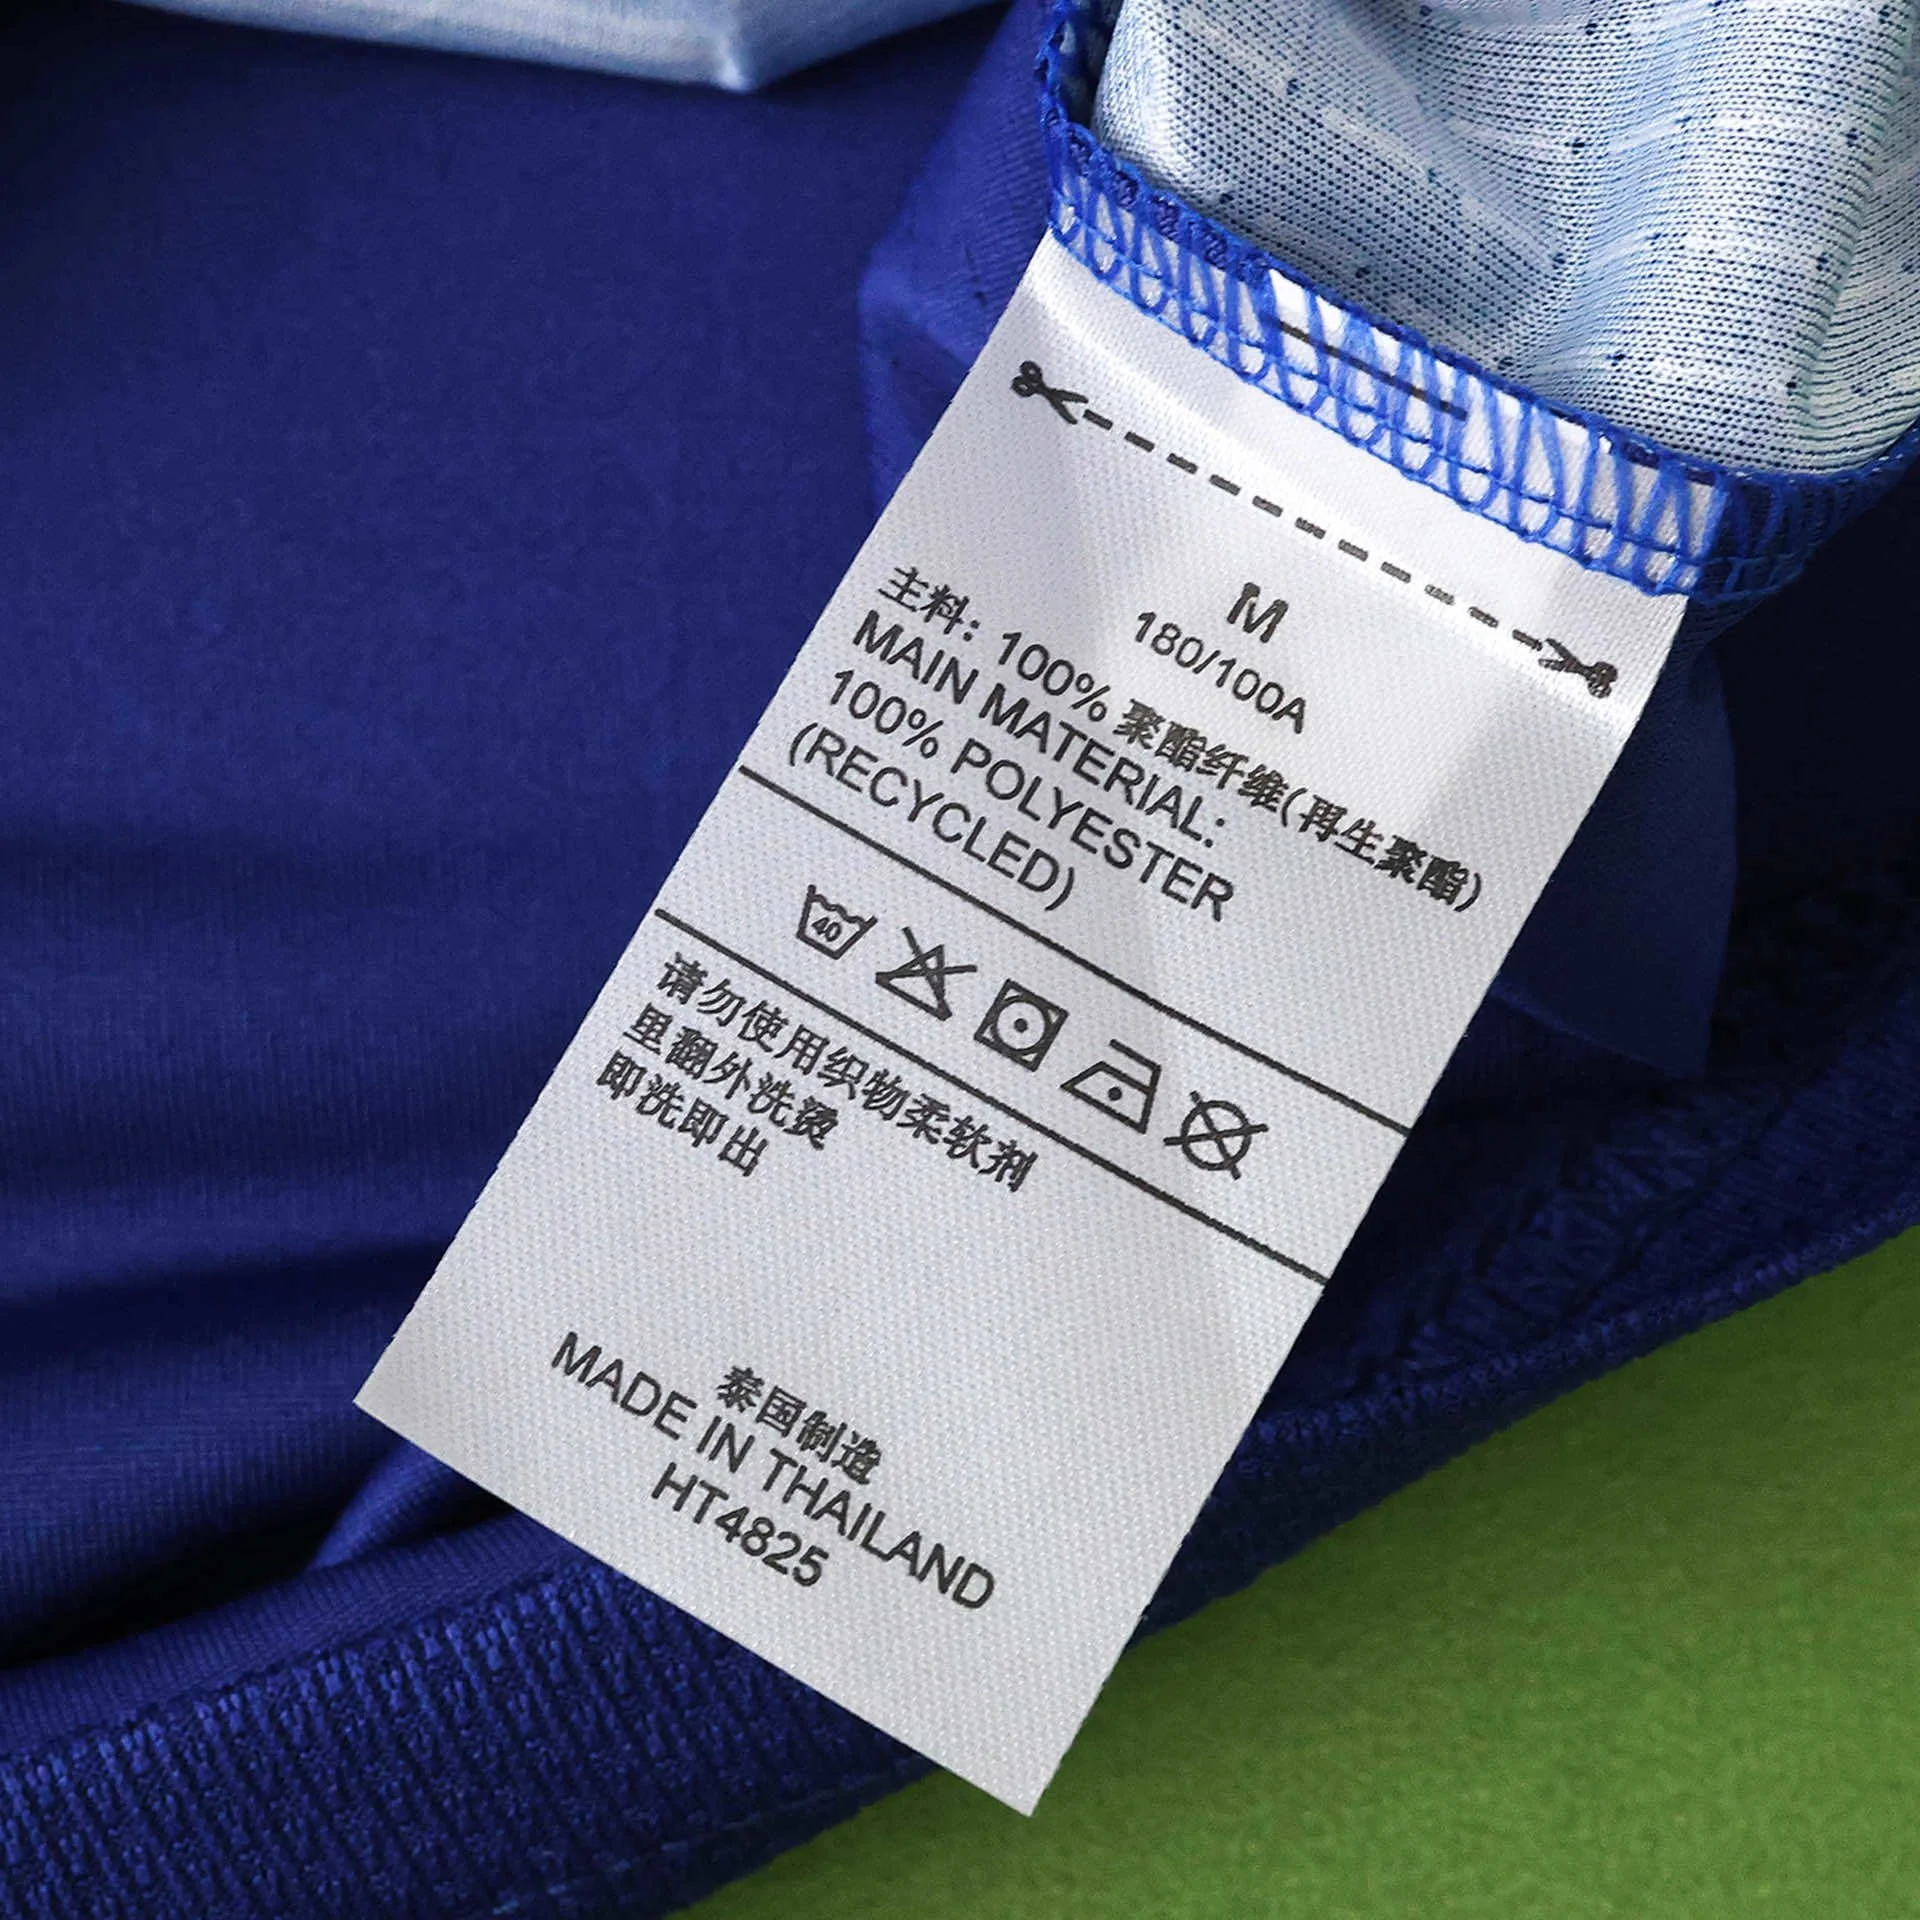 M
180/100A
主料: 100% 聚酯纤维(再生聚酯)
MAIN MATERIAL:
100% POLYESTER
(RECYCLED)
40
请勿使用织物柔软剂
里翻外洗烫
即洗即出
泰国制造
MADE IN THAILAND
HT4825